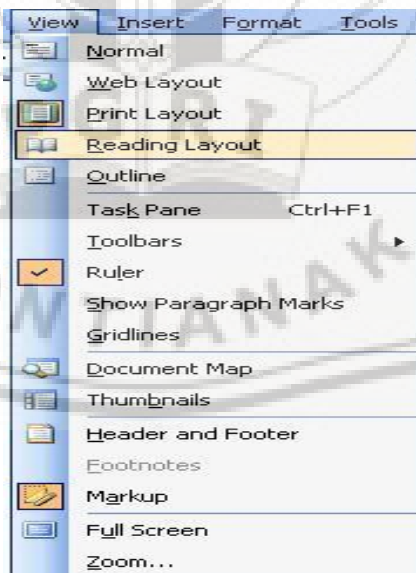 View Insert Format Tools
Normal
Web Layout
Print Layout
Reading Layout
Outline
Task Pane Ctrl+F1
Toolbars
Ruler
Show Paragraph Marks
Gridlines
Document Map
Thumbnails
Header and Footer
Footnotes
Markup
Full Screen
Zoom...